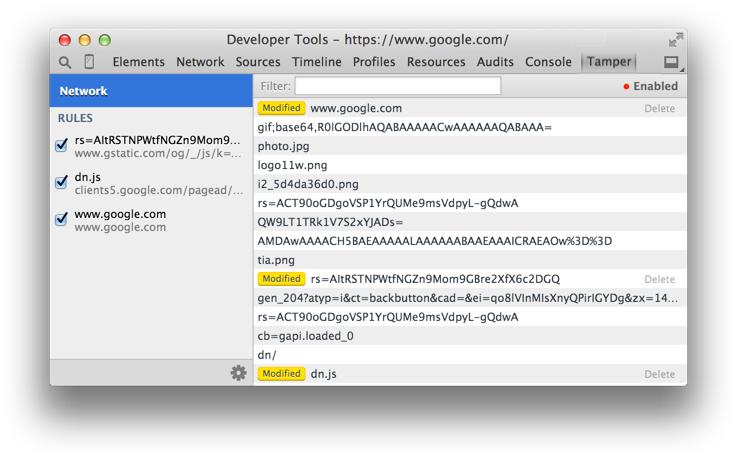 Developer Tools – https://www.google.com/
Elements Network Sources Timeline Profiles Resources Audits Console Tamper
Network
Filter:
Enabled
RULES
rs=AItRSTNPWtfNGZn9Mom9...
www.gstatic.com/og/_/js/k=...
dn.js
clients5.google.com/pagead/...
www.google.com
www.google.com
Modified www.google.com Delete
gif;base64,R0lGODlhAQABAAAAACwAAAAAAQABAAA=
photo.jpg
logo11w.png
i2_5d4da36d0.png
rs=ACT90oGDgoVSP1YrQUMe9msVdpyL-gQdwA
QW9LT1TRk1V7S2xYJADs=
AMDAwAAAACH5BAEAAAAALAAAAAABAAEAAAICRAEAOw%3D%3D
tia.png
Modified rs=AItRSTNPWtfNGZn9Mom9GBre2XfX6c2DGQ Delete
gen_204?atyp=i&ct=backbutton&cad=&ei=qo8lVInMIsXnyQPirIGYDg&zx=14...
rs=ACT90oGDgoVSP1YrQUMe9msVdpyL-gQdwA
cb=gapi.loaded_0
dn/
Modified dn.js Delete